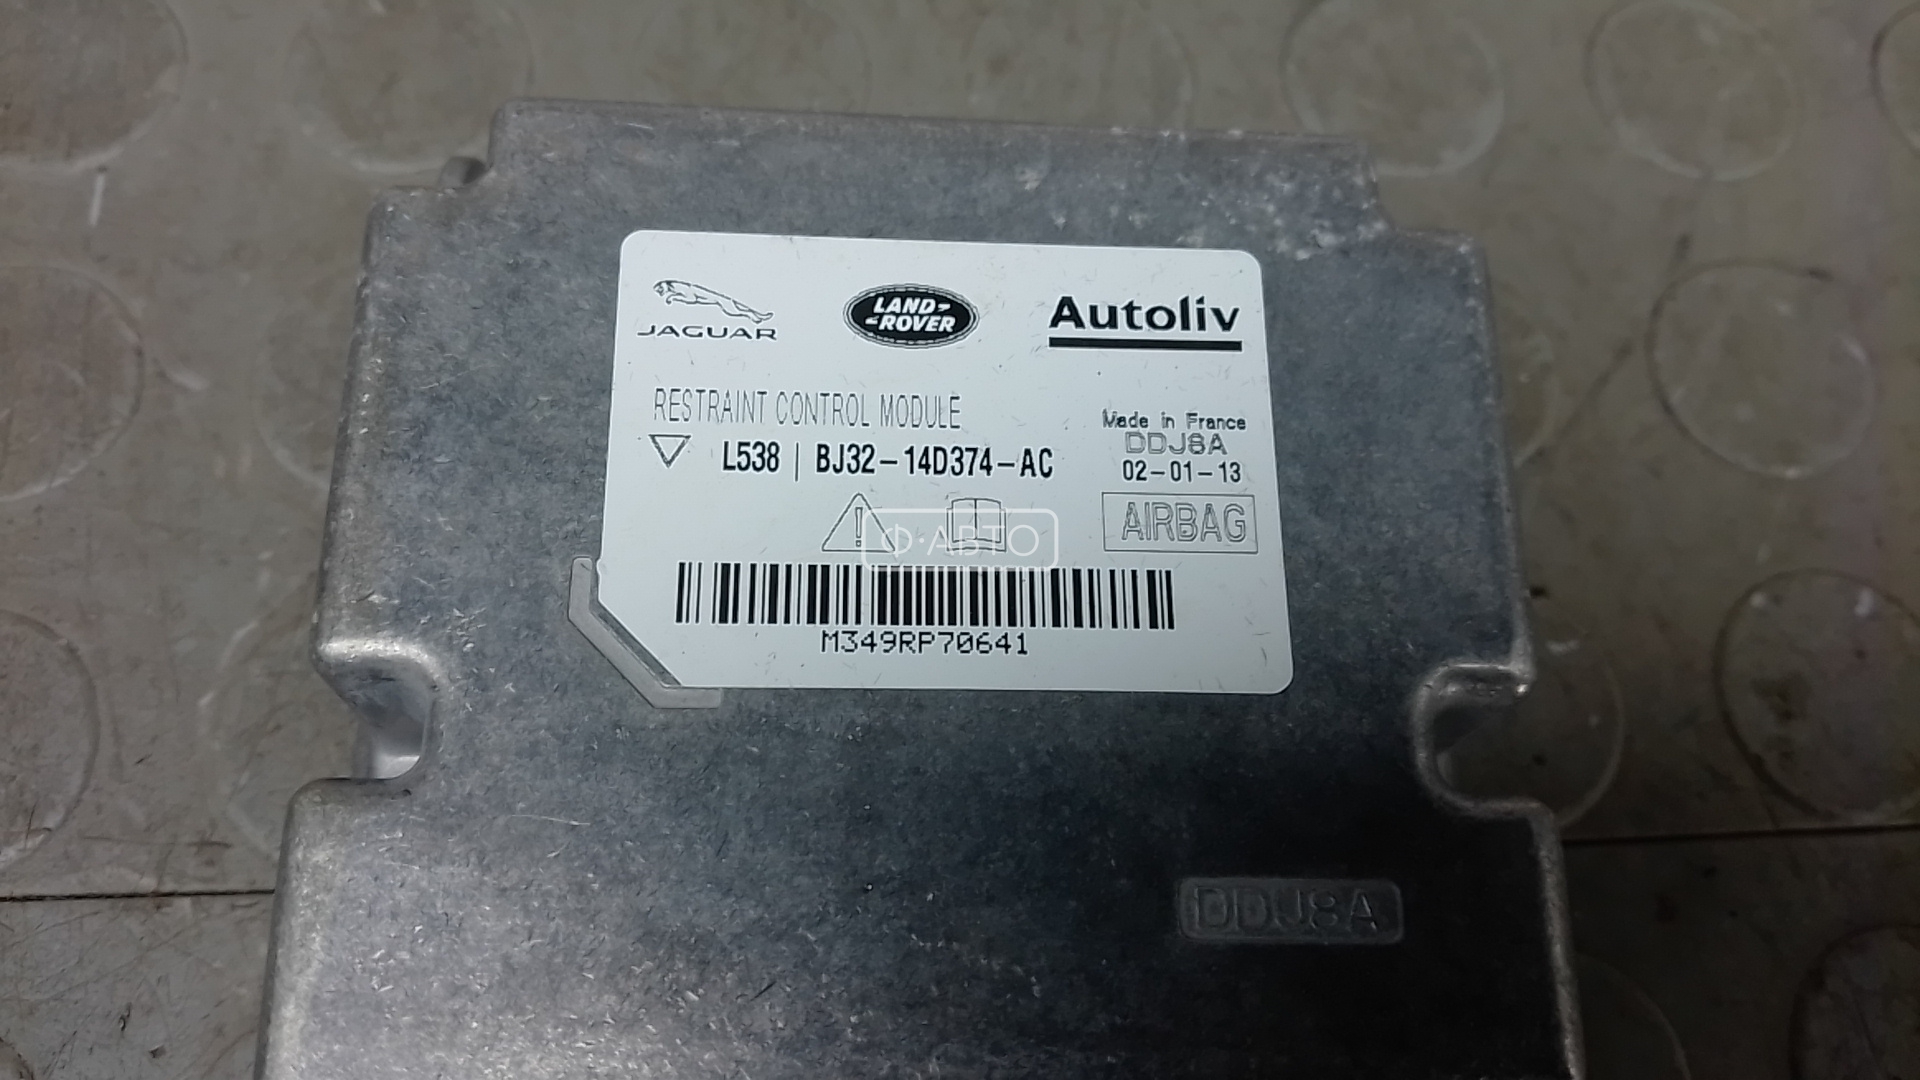 JAGUAR
LAND
ROVER
Autoliv
RESTRAINT CONTROL MODULE
L538 | BJ32-14D374-AC
Made in France
DDJ8A
02-01-13
AIRBAG
Ф·АВТО
M349RP70641
DDJ8A